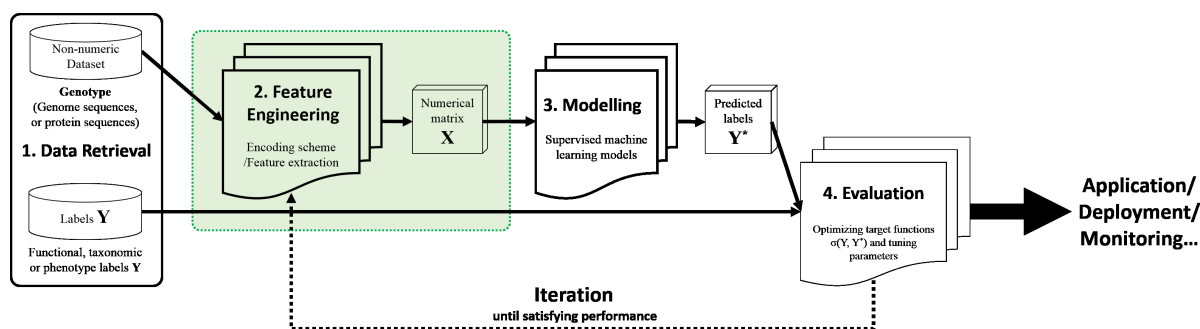 Non-numeric
Dataset
Genotype
(Genome sequences,
or protein sequences)
1. Data Retrieval
Labels Y
Functional, taxonomic
or phenotype labels Y
2. Feature
Engineering
Encoding scheme
/Feature extraction
Numerical
matrix
X
3. Modelling
Supervised machine
learning models
Predicted
labels
Y*
4. Evaluation
Optimizing target functions
σ(Y, Y*) and tuning
parameters
Application/
Deployment/
Monitoring...
Iteration
until satisfying performance